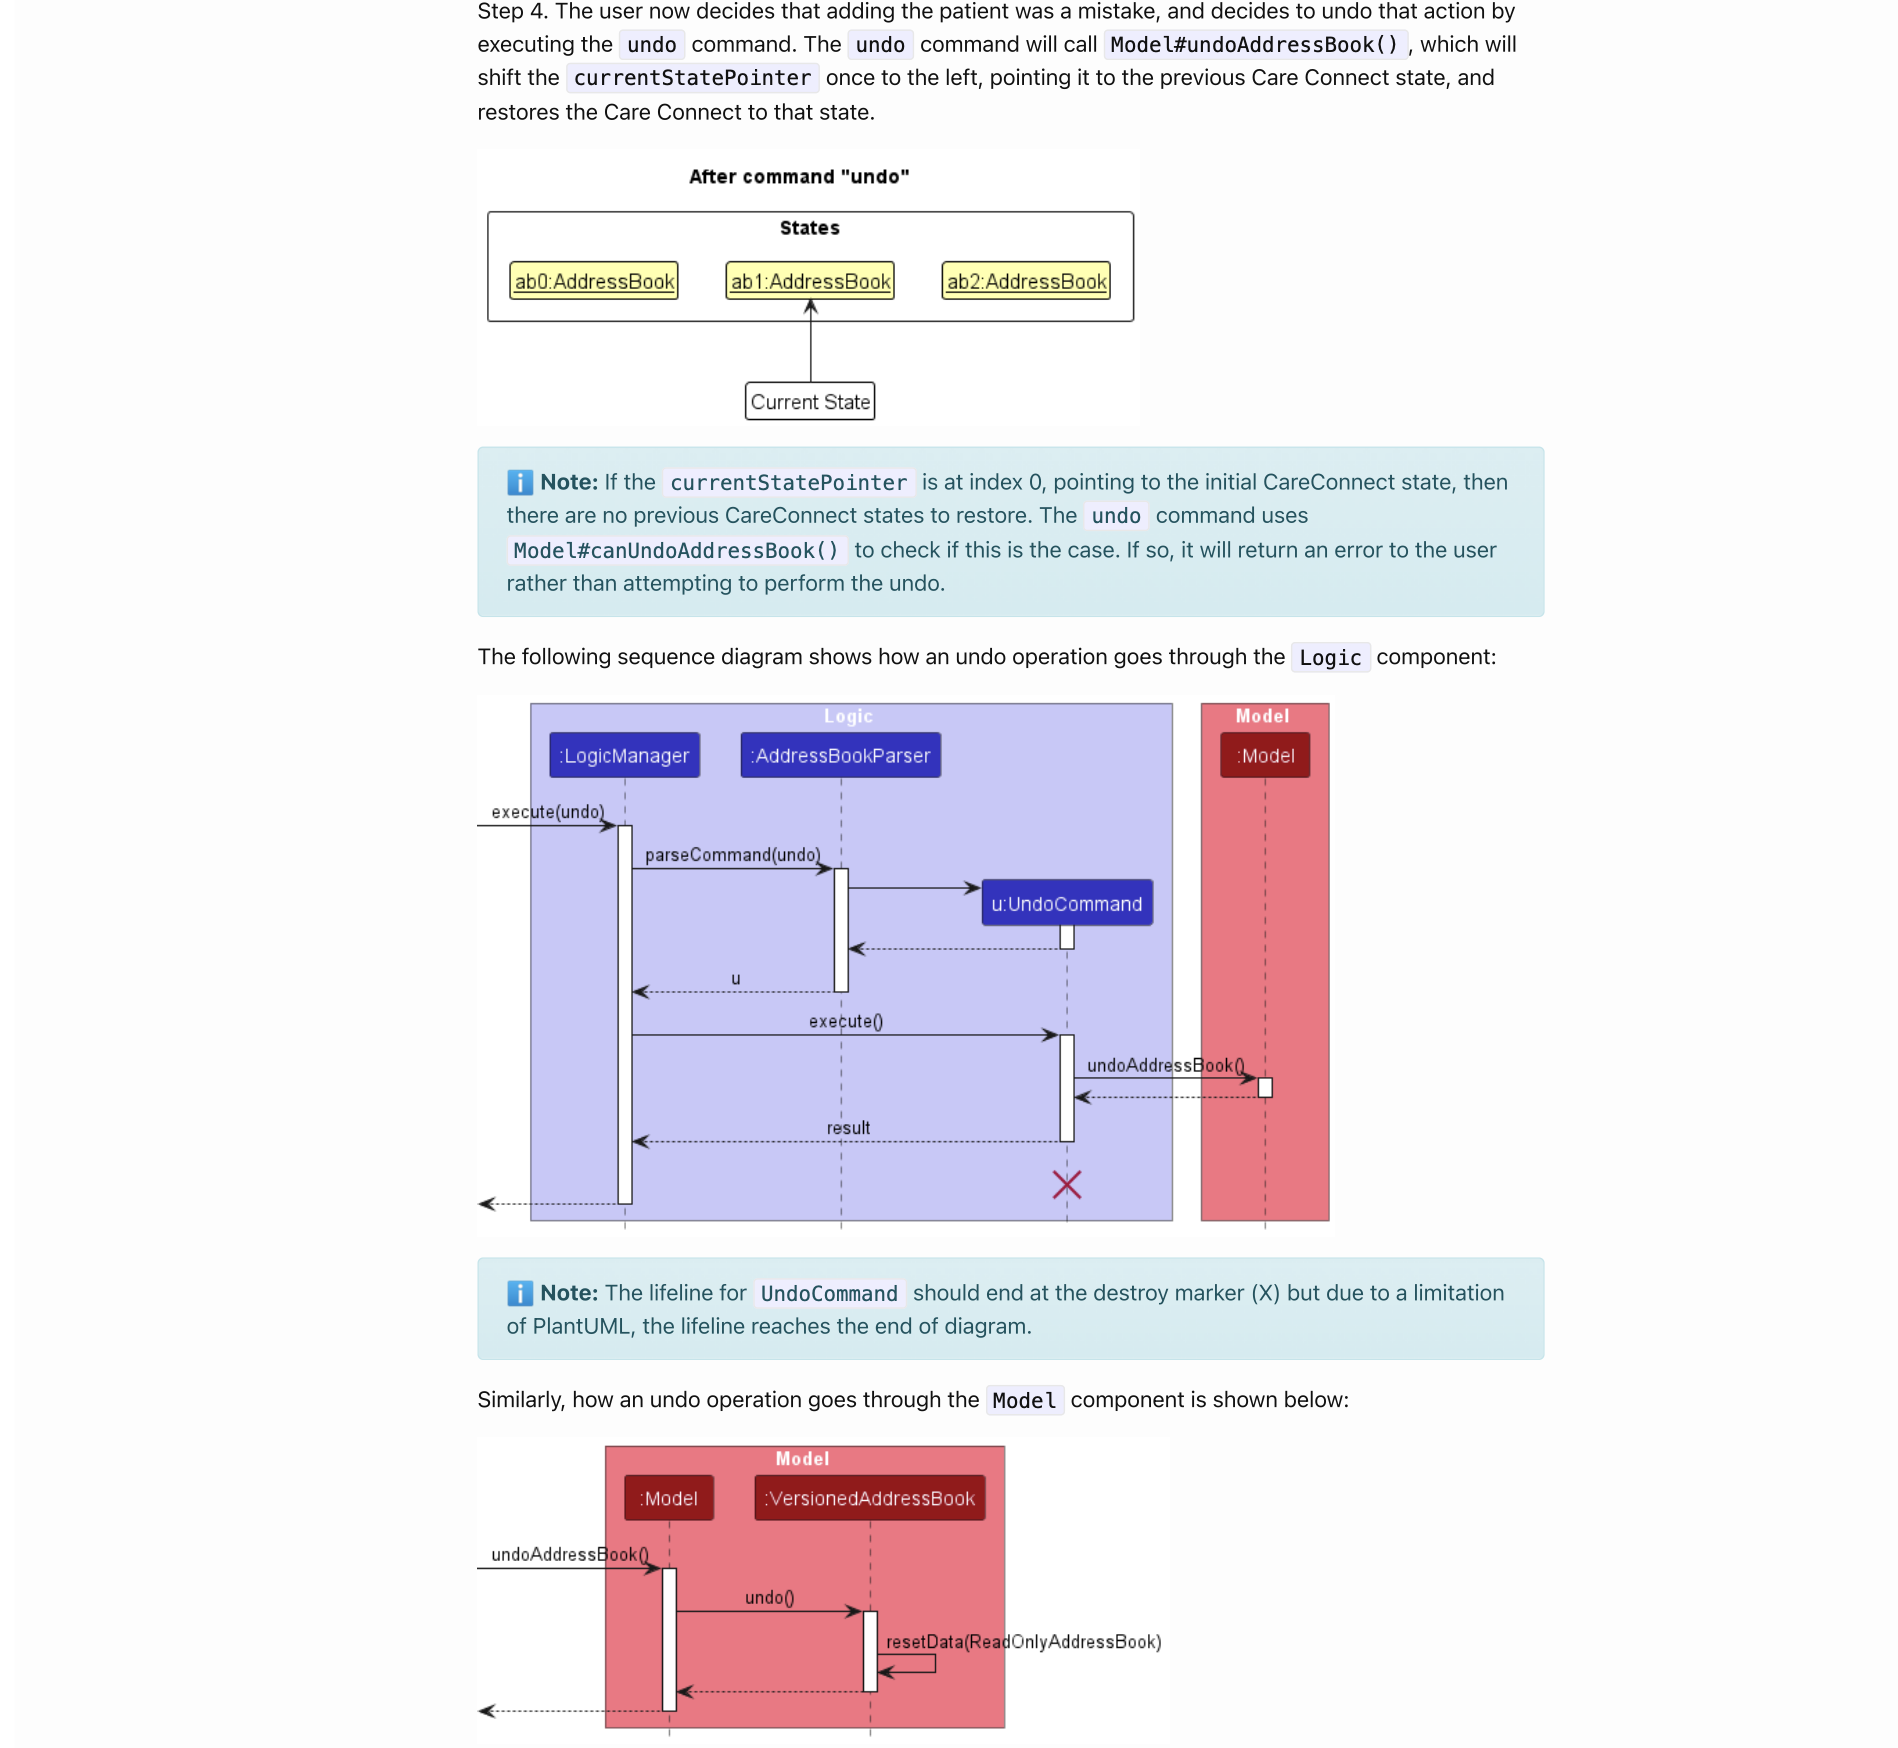 Step 4. The user now decides that adding the patient was a mistake, and decides to undo that action by
executing the undo command. The undo command will call Model#undoAddressBook(), which will
shift the currentStatePointer once to the left, pointing it to the previous Care Connect state, and
restores the Care Connect to that state.
After command "undo"
States
ab0:AddressBook ab1:AddressBook ab2:AddressBook
Current State
Note: If the currentStatePointer is at index 0, pointing to the initial CareConnect state, then
there are no previous CareConnect states to restore. The undo command uses
Model#canUndoAddressBook() to check if this is the case. If so, it will return an error to the user
rather than attempting to perform the undo.
The following sequence diagram shows how an undo operation goes through the Logic component:
Logic Model
:LogicManager :AddressBookParser :Model
execute(undo)
parseCommand(undo)
u:UndoCommand
u
execute()
undoAddressBook()
result
Note: The lifeline for UndoCommand should end at the destroy marker (X) but due to a limitation
of PlantUML, the lifeline reaches the end of diagram.
Similarly, how an undo operation goes through the Model component is shown below:
Model
:Model :VersionedAddressBook
undoAddressBook()
undo()
resetData(ReadOnlyAddressBook)